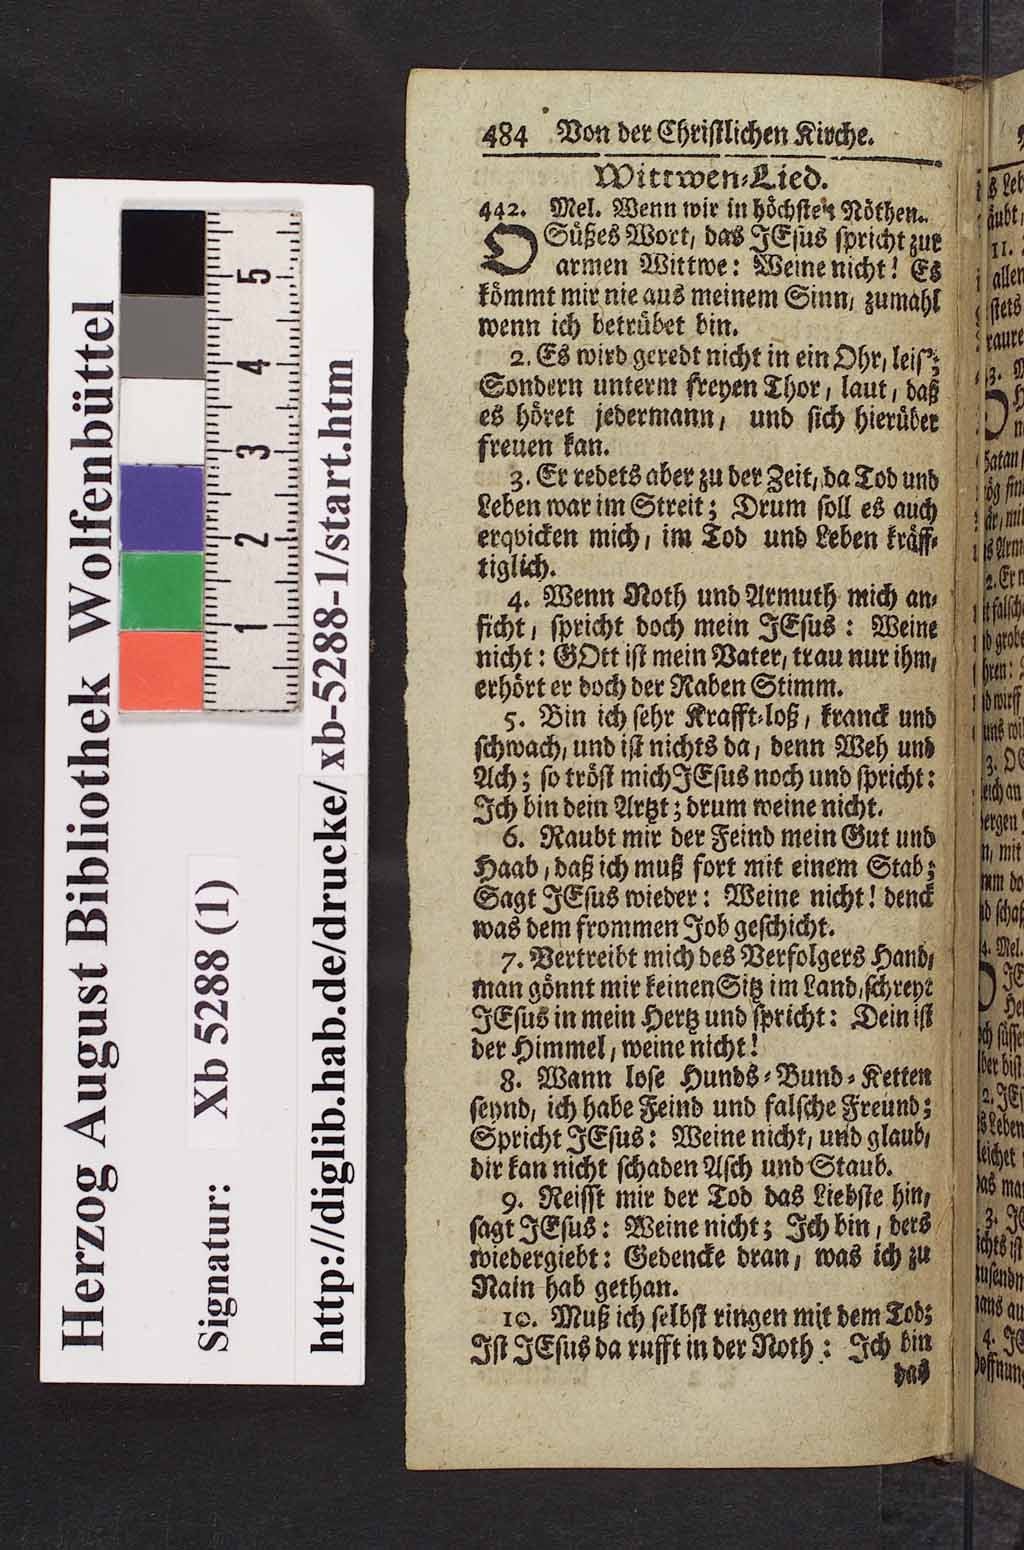 484 Von der Christlichen Kirche.
Wittwen-Lied.
442. Mel. Wenn wir in höchsten Nöthen.
O Süßes Wort, das JEsus spricht zur
armen Wittwe: Weine nicht! Es
kömmt mir nie aus meinem Sinn, zumahl
wenn ich betrübet bin.
2. Es wird geredt nicht in ein Ohr, leis';
Sondern unterm freyen Thor, laut, daß
es höret jedermann, und sich hierüber
freuen kan.
3. Er redets aber zu der Zeit, da Tod und
Leben war im Streit; Drum soll es auch
erqvicken mich, im Tod und Leben kräff-
tiglich.
4. Wenn Noth und Armuth mich an-
ficht, spricht doch mein JEsus: Weine
nicht: GOtt ist mein Vater, trau nur ihm,
erhört er doch der Raben Stimm.
5. Bin ich sehr Krafft-loß, kranck und
schwach, und ist nichts da, denn Weh und
Ach; so tröst mich JEsus noch und spricht:
Ich bin dein Artzt; drum weine nicht.
6. Raubt mir der Feind mein Gut und
Haab, daß ich muß fort mit einem Stab;
Sagt JEsus wieder: Weine nicht! denck
was dem frommen Job geschicht.
7. Vertreibt mich des Verfolgers Hand,
man gönnt mir keinen Sitz im Land, schreyt
JEsus in mein Hertz und spricht: Dein ist
der Himmel, weine nicht!
8. Wann lose Hunds-Bund-Ketten
seynd, ich habe Feind und falsche Freund;
Spricht JEsus: Weine nicht, und glaub,
dir kan nicht schaden Asch und Staub.
9. Reisst mir der Tod das Liebste hin,
sagt JEsus: Weine nicht; Ich bin, ders
wiedergiebt: Gedencke dran, was ich zu
Nain hab gethan.
10. Muß ich selbst ringen mit dem Tod;
Ist JEsus da rufft in der Noth: Ich bin
das
Herzog August Bibliothek Wolfenbüttel
Signatur: Xb 5288 (1)
http://diglib.hab.de/drucke/xb-5288-1/start.htm
1 2 3 4 5